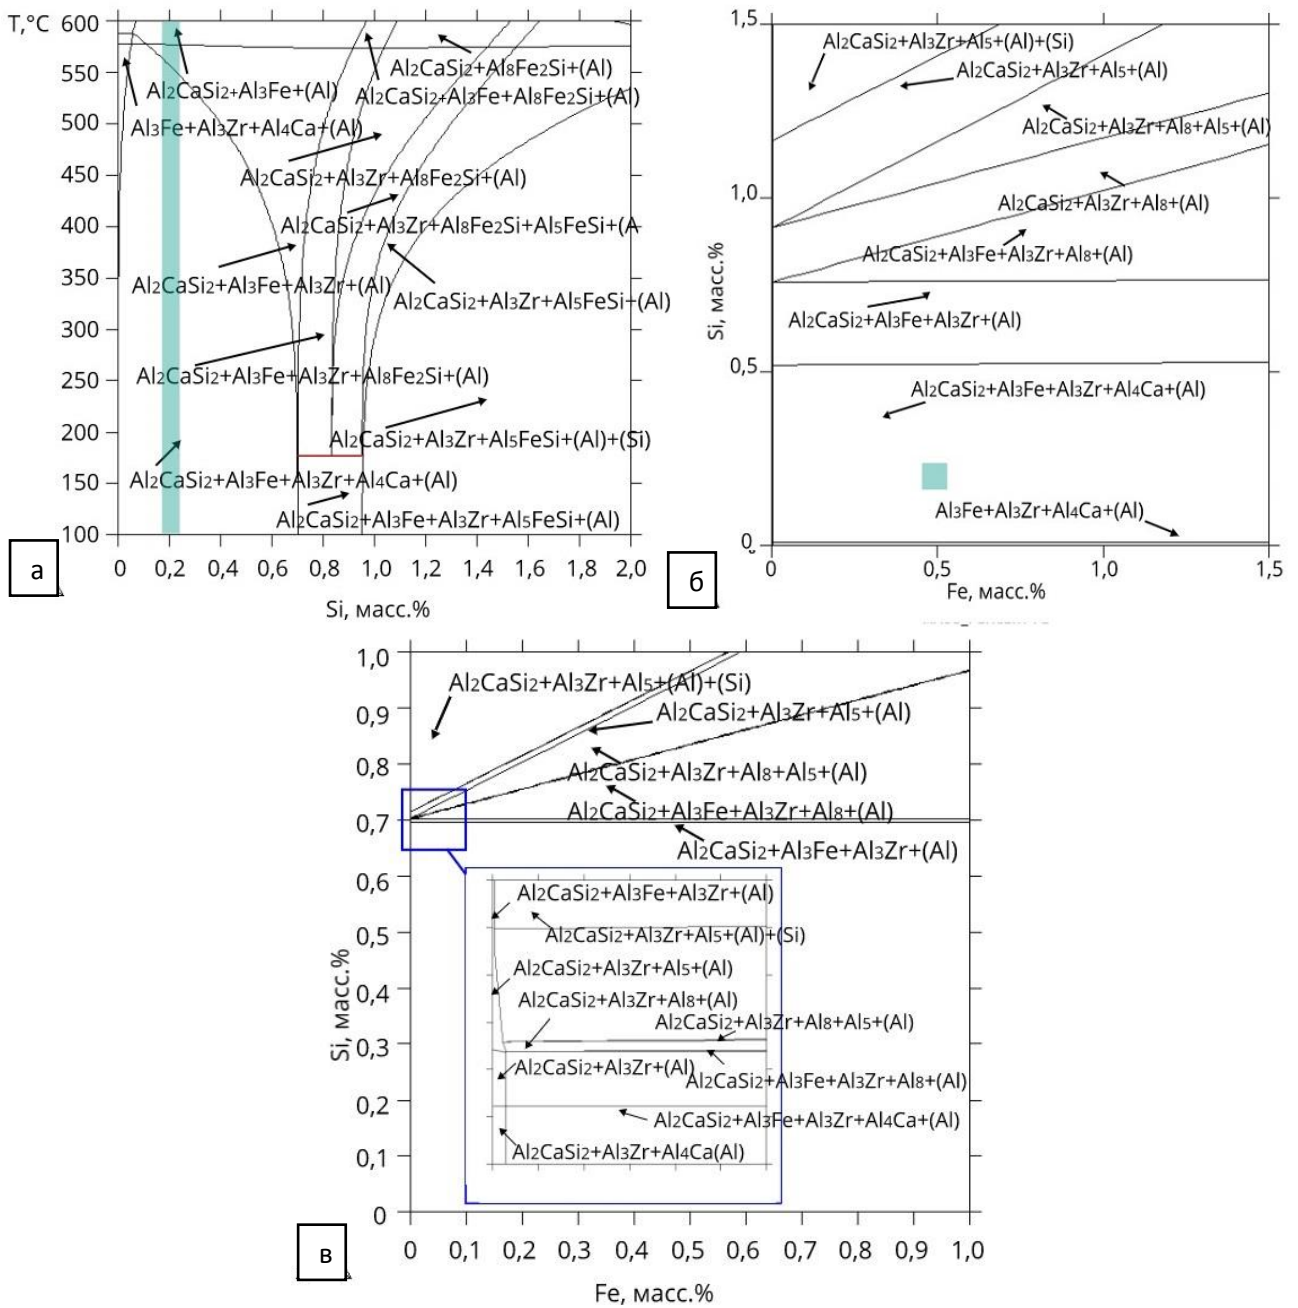 T,°C
600
550
500
450
400
350
300
250
200
150
100
Al2CaSi2+Al8Fe2Si+(Al)
Al2CaSi2+Al3Fe+(Al)
Al2CaSi2+Al3Fe+Al8Fe2Si+(Al)
Al3Fe+Al3Zr+Al4Ca+(Al)
Al2CaSi2+Al3Zr+Al8Fe2Si+(Al)
Al2CaSi2+Al3Zr+Al8Fe2Si+Al5FeSi+(A
Al2CaSi2+Al3Fe+Al3Zr+(Al)
Al2CaSi2+Al3Zr+Al5FeSi+(Al)
Al2CaSi2+Al3Fe+Al3Zr+Al8Fe2Si+(Al)
Al2CaSi2+Al3Zr+Al5FeSi+(Al)+(Si)
Al2CaSi2+Al3Fe+Al3Zr+Al4Ca+(Al)
Al2CaSi2+Al3Fe+Al3Zr+Al5FeSi+(Al)
0 0,2 0,4 0,6 0,8 1,0 1,2 1,4 1,6 1,8 2,0
Si, масс.%
а
1,5
1,0
0,5
0
Si, масс.%
Al2CaSi2+Al3Zr+Al5+(Al)+(Si)
Al2CaSi2+Al3Zr+Al5+(Al)
Al2CaSi2+Al3Zr+Al8+Al5+(Al)
Al2CaSi2+Al3Zr+Al8+(Al)
Al2CaSi2+Al3Fe+Al3Zr+Al8+(Al)
Al2CaSi2+Al3Fe+Al3Zr+(Al)
Al2CaSi2+Al3Fe+Al3Zr+Al4Ca+(Al)
Al3Fe+Al3Zr+Al4Ca+(Al)
0 0,5 1,0 1,5
Fe, масс.%
б
1,0
0,9
0,8
0,7
0,6
0,5
0,4
0,3
0,2
0,1
0
Si, масс.%
Al2CaSi2+Al3Zr+Al5+(Al)+(Si)
Al2CaSi2+Al3Zr+Al5+(Al)
Al2CaSi2+Al3Zr+Al8+Al5+(Al)
Al2CaSi2+Al3Fe+Al3Zr+Al8+(Al)
Al2CaSi2+Al3Fe+Al3Zr+(Al)
Al2CaSi2+Al3Fe+Al3Zr+(Al)
Al2CaSi2+Al3Zr+Al5+(Al)+(Si)
Al2CaSi2+Al3Zr+Al5+(Al)
Al2CaSi2+Al3Zr+Al8+(Al)
Al2CaSi2+Al3Zr+Al8+Al5+(Al)
Al2CaSi2+Al3Zr+(Al)
Al2CaSi2+Al3Fe+Al3Zr+Al8+(Al)
Al2CaSi2+Al3Fe+Al3Zr+Al4Ca+(Al)
Al2CaSi2+Al3Zr+Al4Ca(Al)
0 0,1 0,2 0,3 0,4 0,5 0,6 0,7 0,8 0,9 1,0
Fe, масс.%
в